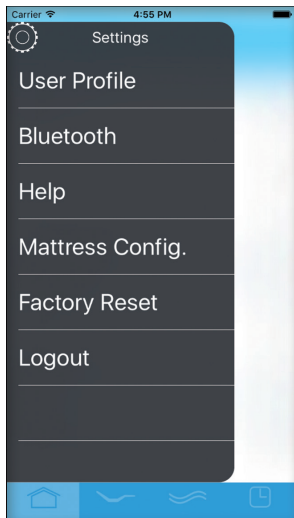 Carrier 4:55 PM
Settings
User Profile
Bluetooth
Help
Mattress Config.
Factory Reset
Logout